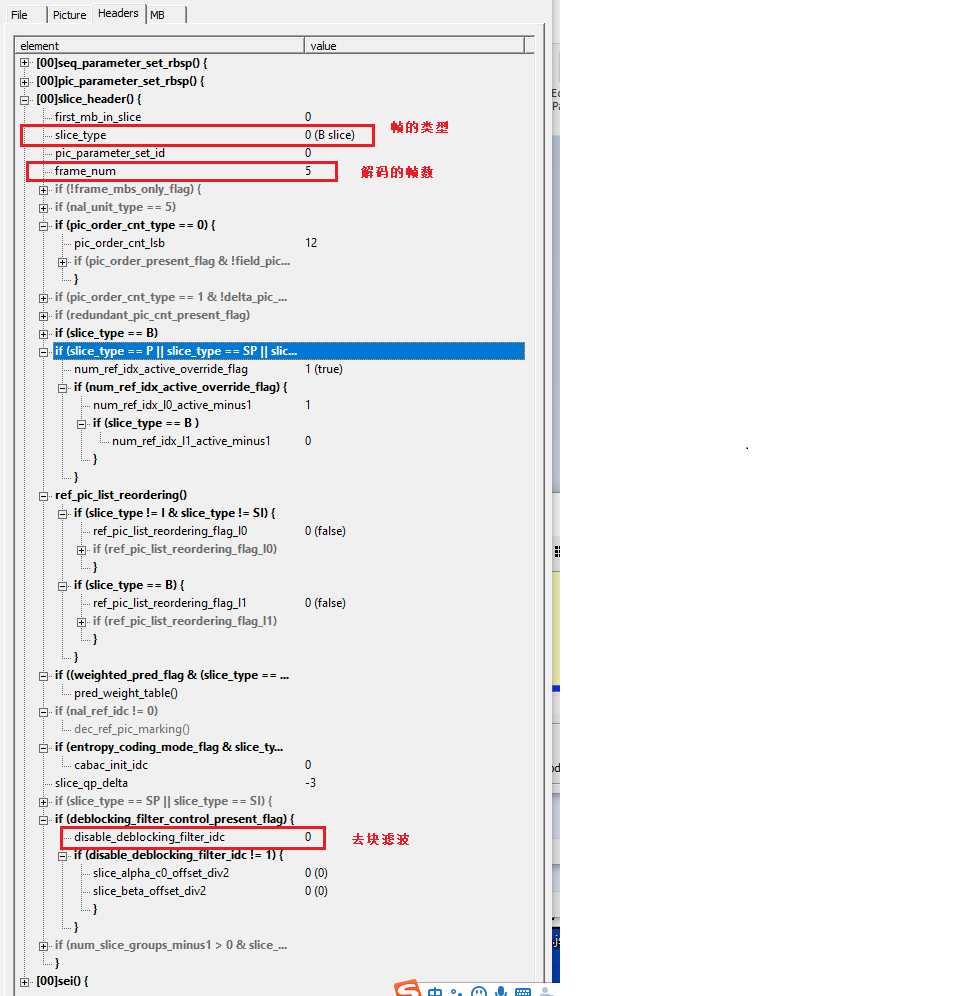 File Picture Headers MB
element value
[00]seq_parameter_set_rbsp() {
[00]pic_parameter_set_rbsp() {
[00]slice_header() {
first_mb_in_slice 0
slice_type 0 (B slice) 帧的类型
pic_parameter_set_id 0
frame_num 5 解码的帧数
if (!frame_mbs_only_flag) {
if (nal_unit_type == 5)
if (pic_order_cnt_type == 0) {
pic_order_cnt_lsb 12
if (pic_order_present_flag & !field_pic...
}
if (pic_order_cnt_type == 1 & !delta_pic_...
if (redundant_pic_cnt_present_flag)
if (slice_type == B)
if (slice_type == P || slice_type == SP || slic...
num_ref_idx_active_override_flag 1 (true)
if (num_ref_idx_active_override_flag) {
num_ref_idx_l0_active_minus1 1
if (slice_type == B )
num_ref_idx_l1_active_minus1 0
}
}
ref_pic_list_reordering()
if (slice_type != I & slice_type != SI) {
ref_pic_list_reordering_flag_l0 0 (false)
if (ref_pic_list_reordering_flag_l0)
}
if (slice_type == B) {
ref_pic_list_reordering_flag_l1 0 (false)
if (ref_pic_list_reordering_flag_l1)
}
}
if ((weighted_pred_flag & (slice_type == ...
pred_weight_table()
if (nal_ref_idc != 0)
dec_ref_pic_marking()
if (entropy_coding_mode_flag & slice_ty...
cabac_init_idc 0
slice_qp_delta -3
if (slice_type == SP || slice_type == SI) {
if (deblocking_filter_control_present_flag) {
disable_deblocking_filter_idc 0 去块滤波
if (disable_deblocking_filter_idc != 1) {
slice_alpha_c0_offset_div2 0 (0)
slice_beta_offset_div2 0 (0)
}
}
if (num_slice_groups_minus1 > 0 & slice_...
}
[00]sei() {
中